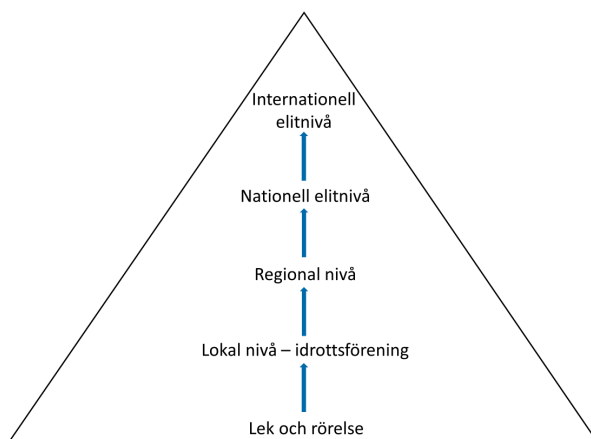 Internationell
elitnivå
Nationell elitnivå
Regional nivå
Lokal nivå – idrottsförening
Lek och rörelse